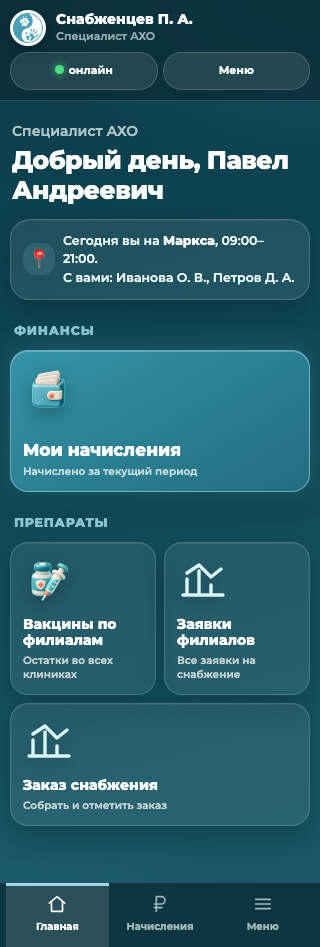 Снабженцев П. А.
Специалист АХО
онлайн
Меню
Специалист АХО
Добрый день, Павел
Андреевич
Сегодня вы на Маркса, 09:00–
21:00.
С вами: Иванова О. В., Петров Д. А.
ФИНАНСЫ
Мои начисления
Начислено за текущий период
ПРЕПАРАТЫ
Вакцины по
филиалам
Остатки во всех
клиниках
Заявки
филиалов
Все заявки на
снабжение
Заказ снабжения
Собрать и отметить заказ
Главная
Начисления
Меню